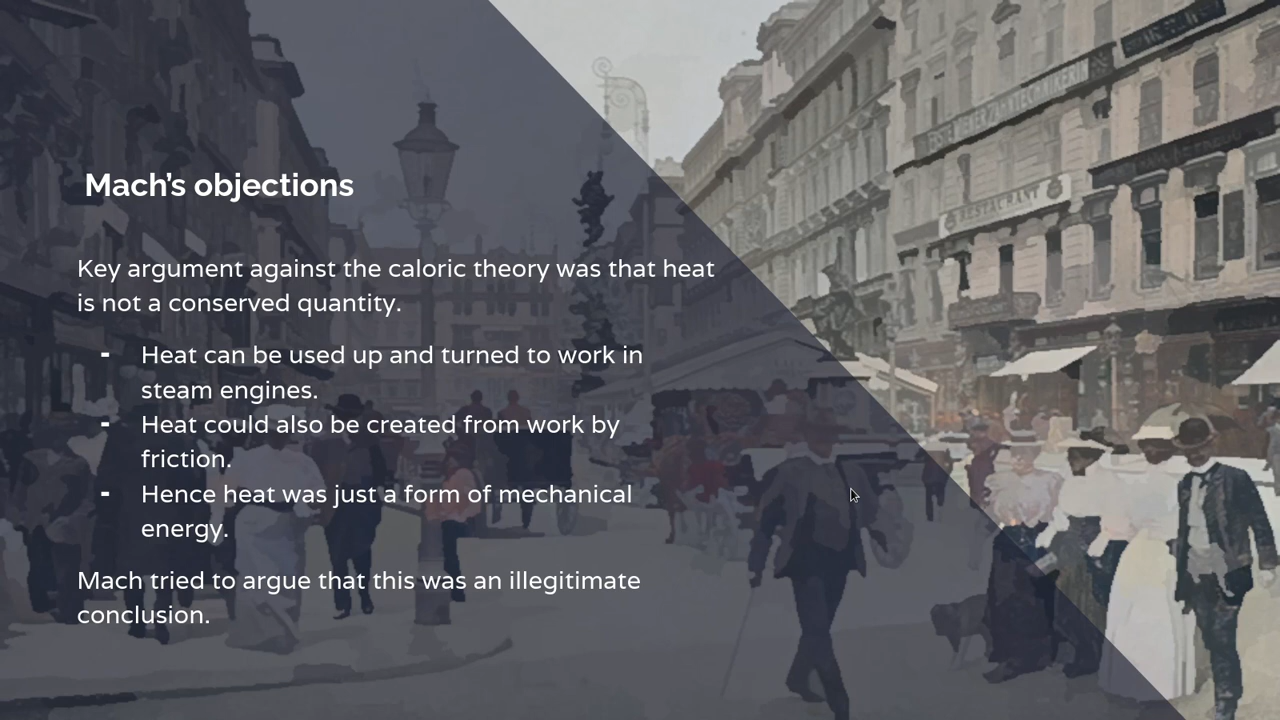 Mach's objections
Key argument against the caloric theory was that heat
is not a conserved quantity.
- Heat can be used up and turned to work in
steam engines.
- Heat could also be created from work by
friction.
- Hence heat was just a form of mechanical
energy.
Mach tried to argue that this was an illegitimate
conclusion.
RESTAURANT